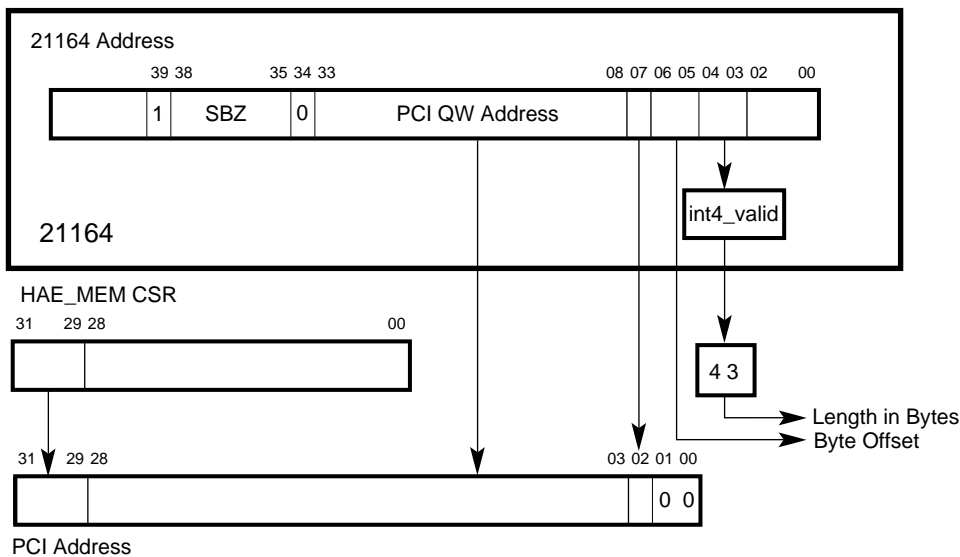 21164 Address
39 38 35 34 33 08 07 06 05 04 03 02 00
1 SBZ 0 PCI QW Address
int4_valid
21164
HAE_MEM CSR
31 29 28 00
4 3
Length in Bytes
Byte Offset
31 29 28 03 02 01 00
0 0
PCI Address